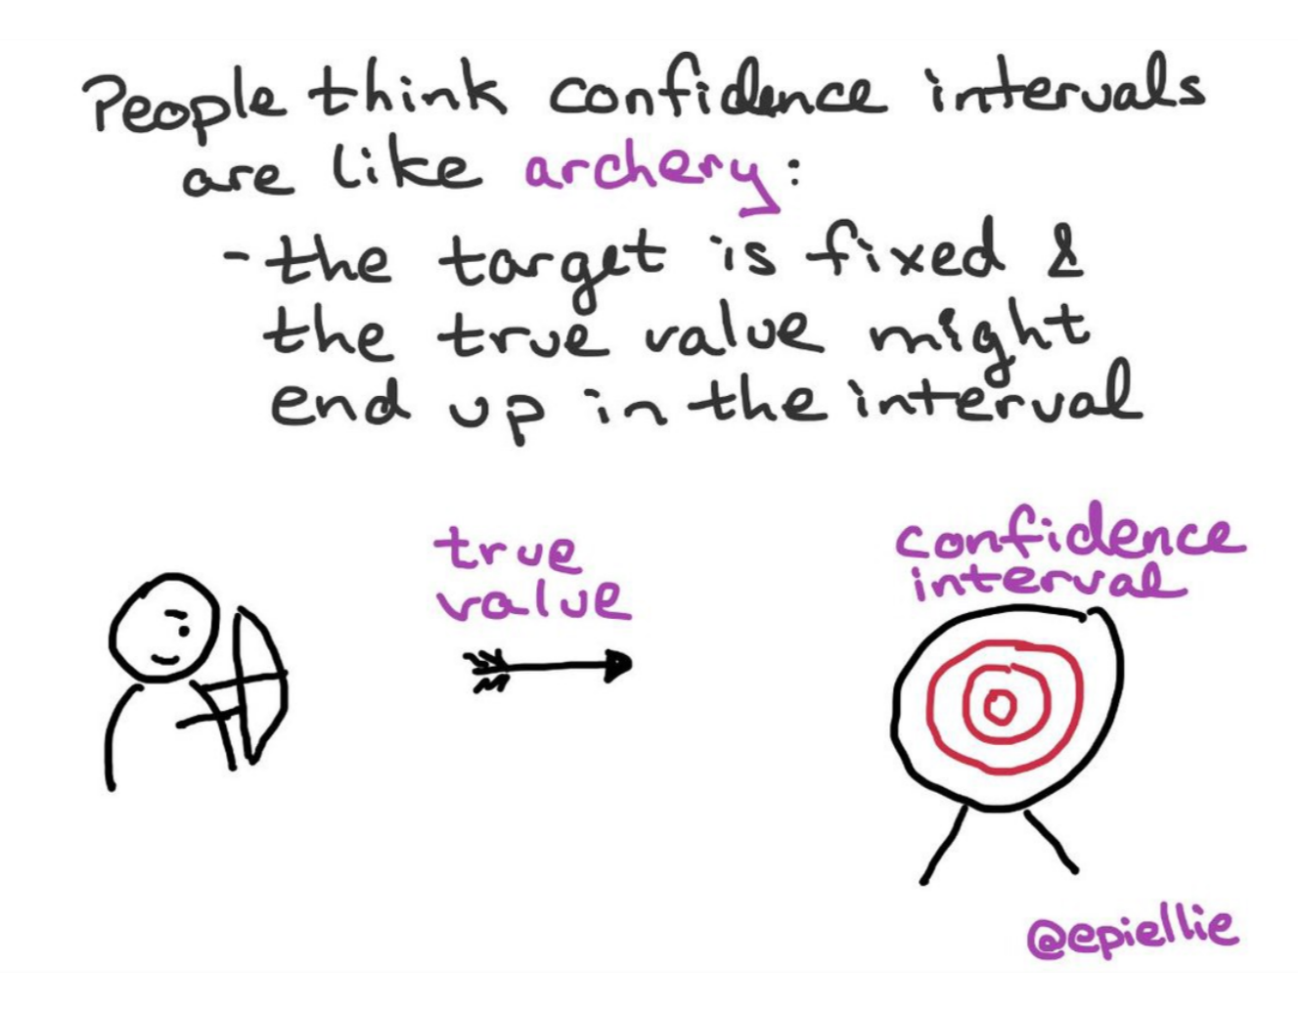 People think confidence intervals
are like archery:
- the target is fixed &
the true value might
end up in the interval
true
value
confidence
interval
@epiellie